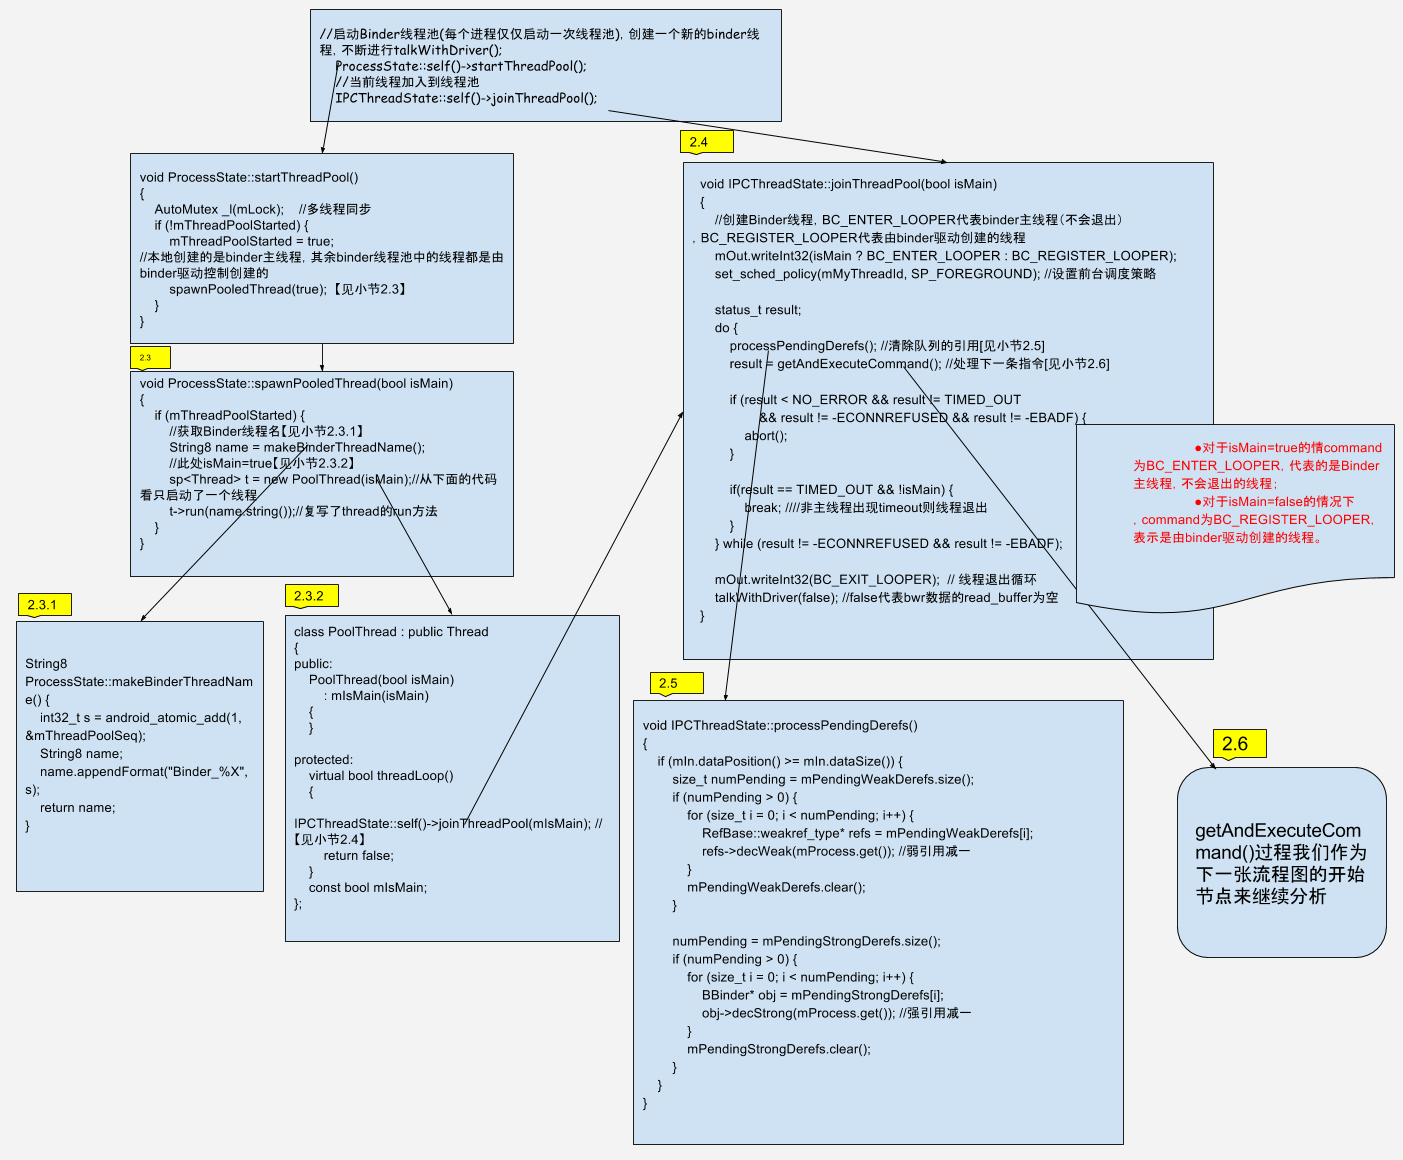 //启动Binder线程池(每个进程仅仅启动一次线程池)，创建一个新的binder线
程，不断进行talkWithDriver();
ProcessState::self()->startThreadPool();
//当前线程加入到线程池
IPCThreadState::self()->joinThreadPool();
void ProcessState::startThreadPool()
{
AutoMutex _l(mLock); //多线程同步
if (!mThreadPoolStarted) {
mThreadPoolStarted = true;
//本地创建的是binder主线程，其余binder线程池中的线程都是由
binder驱动控制创建的
spawnPooledThread(true);【见小节2.3】
}
}
2.3
void ProcessState::spawnPooledThread(bool isMain)
{
if (mThreadPoolStarted) {
//获取Binder线程名【见小节2.3.1】
String8 name = makeBinderThreadName();
//此处isMain=true【见小节2.3.2】
sp<Thread> t = new PoolThread(isMain);//从下面的代码
看只启动了一个线程
t->run(name.string());//复写了thread的run方法
}
}
2.3.1
String8
ProcessState::makeBinderThreadNam
e() {
int32_t s = android_atomic_add(1,
&mThreadPoolSeq);
String8 name;
name.appendFormat("Binder_%X",
s);
return name;
}
2.3.2
class PoolThread : public Thread
{
public:
PoolThread(bool isMain)
: mIsMain(isMain)
{
}
protected:
virtual bool threadLoop()
{
IPCThreadState::self()->joinThreadPool(mIsMain); //
【见小节2.4】
return false;
}
const bool mIsMain;
};
2.4
void IPCThreadState::joinThreadPool(bool isMain)
{
//创建Binder线程，BC_ENTER_LOOPER代表binder主线程（不会退出）
，BC_REGISTER_LOOPER代表由binder驱动创建的线程
mOut.writeInt32(isMain ? BC_ENTER_LOOPER : BC_REGISTER_LOOPER);
set_sched_policy(mMyThreadId, SP_FOREGROUND); //设置前台调度策略
status_t result;
do {
processPendingDerefs(); //清除队列的引用[见小节2.5]
result = getAndExecuteCommand(); //处理下一条指令[见小节2.6]
if (result < NO_ERROR && result != TIMED_OUT
&& result != -ECONNREFUSED && result != -EBADF) {
abort();
}
if(result == TIMED_OUT && !isMain) {
break; ////非主线程出现timeout则线程退出
}
} while (result != -ECONNREFUSED && result != -EBADF);
mOut.writeInt32(BC_EXIT_LOOPER); // 线程退出循环
talkWithDriver(false); //false代表bwr数据的read_buffer为空
}
●对于isMain=true的情command
为BC_ENTER_LOOPER，代表的是Binder
主线程，不会退出的线程；
●对于isMain=false的情况下
，command为BC_REGISTER_LOOPER，
表示是由binder驱动创建的线程。
2.5
void IPCThreadState::processPendingDerefs()
{
if (mIn.dataPosition() >= mIn.dataSize()) {
size_t numPending = mPendingWeakDerefs.size();
if (numPending > 0) {
for (size_t i = 0; i < numPending; i++) {
RefBase::weakref_type* refs = mPendingWeakDerefs[i];
refs->decWeak(mProcess.get()); //弱引用减一
}
mPendingWeakDerefs.clear();
}
numPending = mPendingStrongDerefs.size();
if (numPending > 0) {
for (size_t i = 0; i < numPending; i++) {
BBinder* obj = mPendingStrongDerefs[i];
obj->decStrong(mProcess.get()); //强引用减一
}
mPendingStrongDerefs.clear();
}
}
}
2.6
getAndExecuteCom
mand()过程我们作为
下一张流程图的开始
节点来继续分析